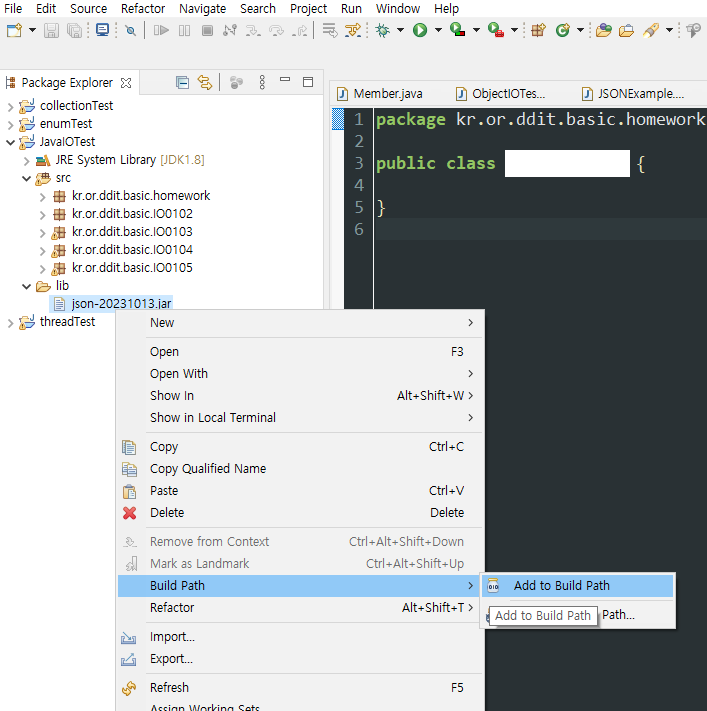 File Edit Source Refactor Navigate Search Project Run Window Help
Package Explorer
collectionTest
enumTest
JavaIOTest
JRE System Library [JDK1.8]
src
kr.or.ddit.basic.homework
kr.or.ddit.basic.IO0102
kr.or.ddit.basic.IO0103
kr.or.ddit.basic.IO0104
kr.or.ddit.basic.IO0105
lib
json-20231013.jar
threadTest
Member.java ObjectIOTes... JSONExample....
1 package kr.or.ddit.basic.homework
2
3 public class {
4
5 }
6
New
Open F3
Open With
Show In Alt+Shift+W
Show in Local Terminal
Copy Ctrl+C
Copy Qualified Name
Paste Ctrl+V
Delete Delete
Remove from Context Ctrl+Alt+Shift+Down
Mark as Landmark Ctrl+Alt+Shift+Up
Build Path
Refactor Alt+Shift+T
Import...
Export...
Refresh F5
Assign Working Sets
Add to Build Path
Add to Build Path
Path...